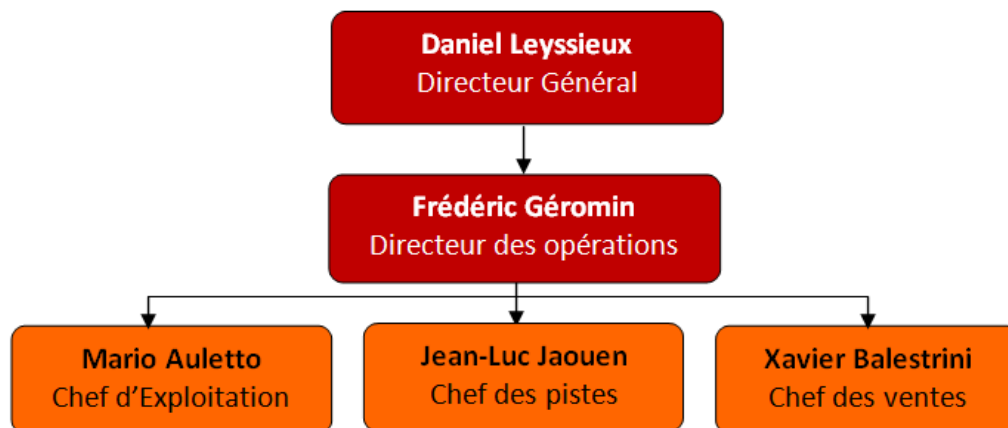 Daniel Leyssieux
Directeur Général
Frédéric Géromin
Directeur des opérations
Mario Auletto
Chef d’Exploitation
Jean-Luc Jaouen
Chef des pistes
Xavier Balestrini
Chef des ventes